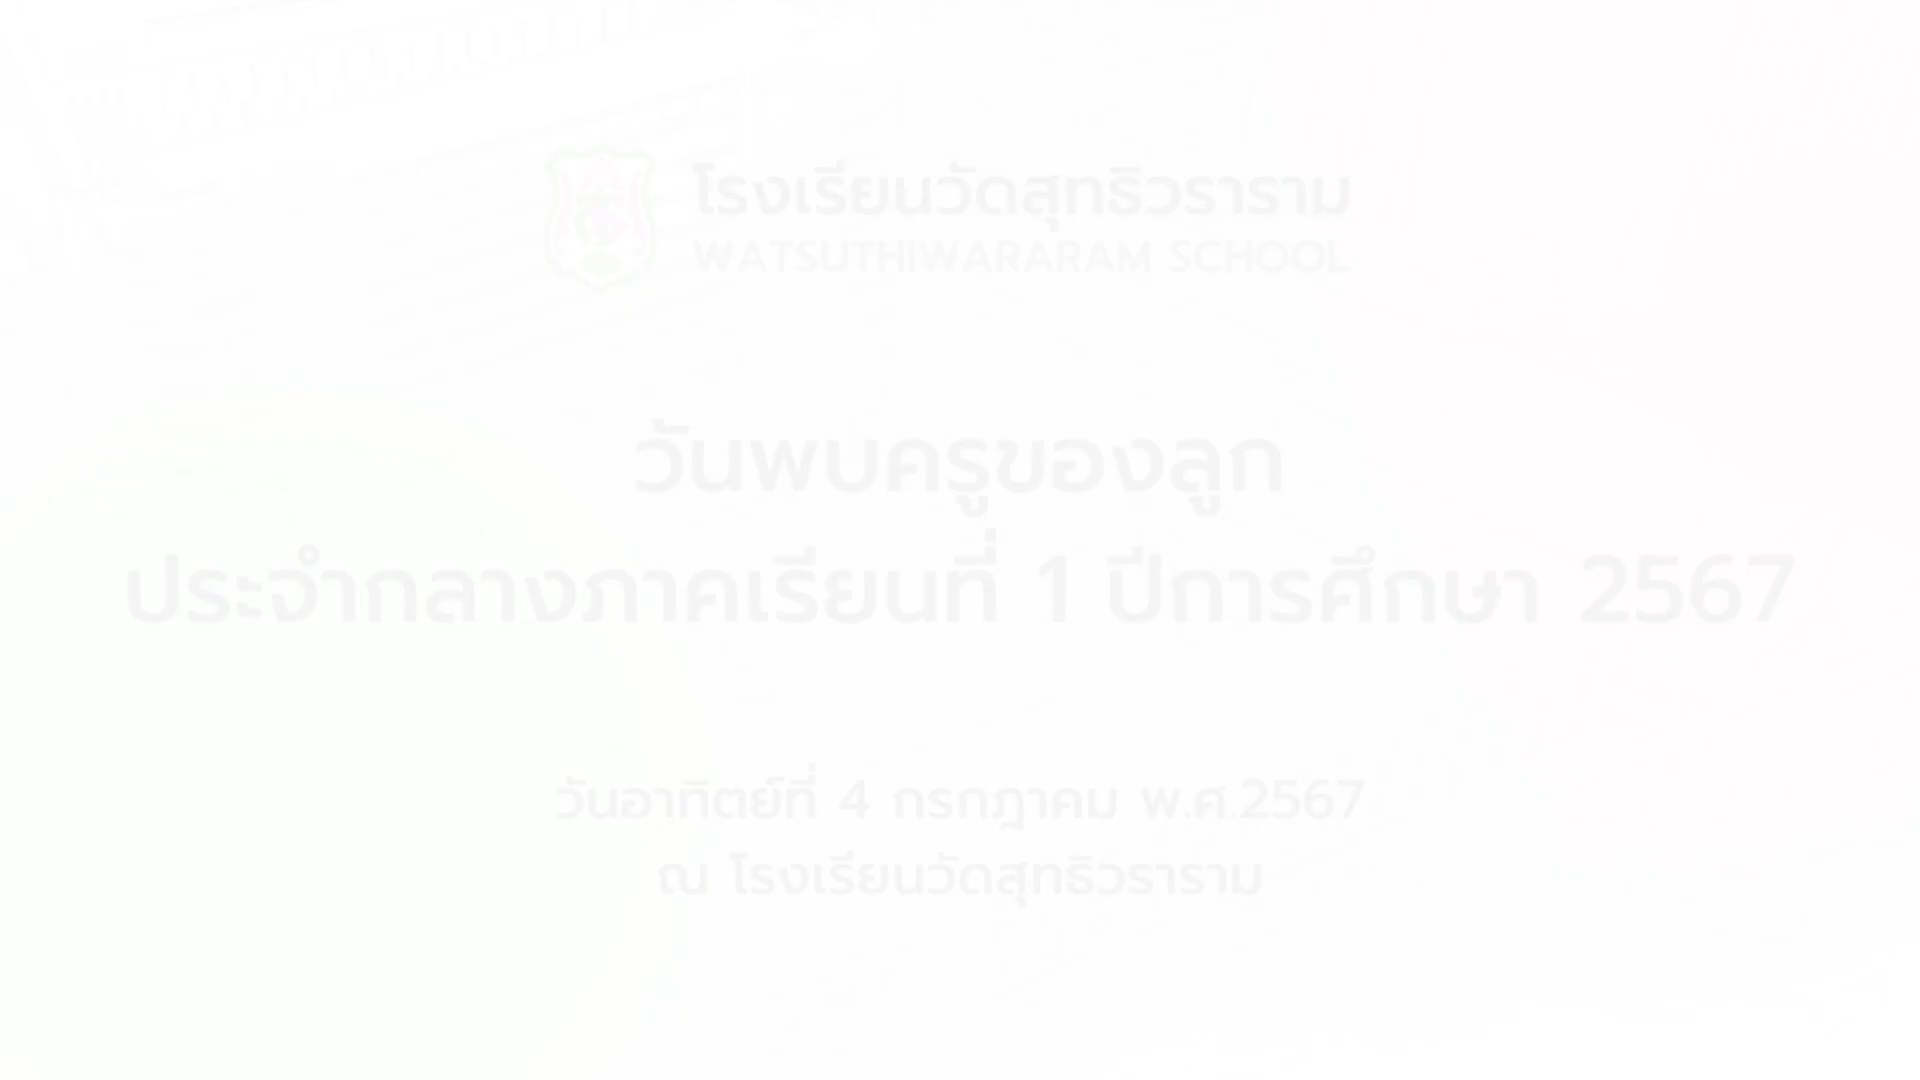 โรงเรียนวัดสุทธิวราราม
WATSUTHIWARARAM SCHOOL
วันพบครูของลูก
ประจำกลางภาคเรียนที่ 1 ปีการศึกษา 2567
วันอาทิตย์ที่ 4 กรกฎาคม พ.ศ.2567
ณ โรงเรียนวัดสุทธิวราราม